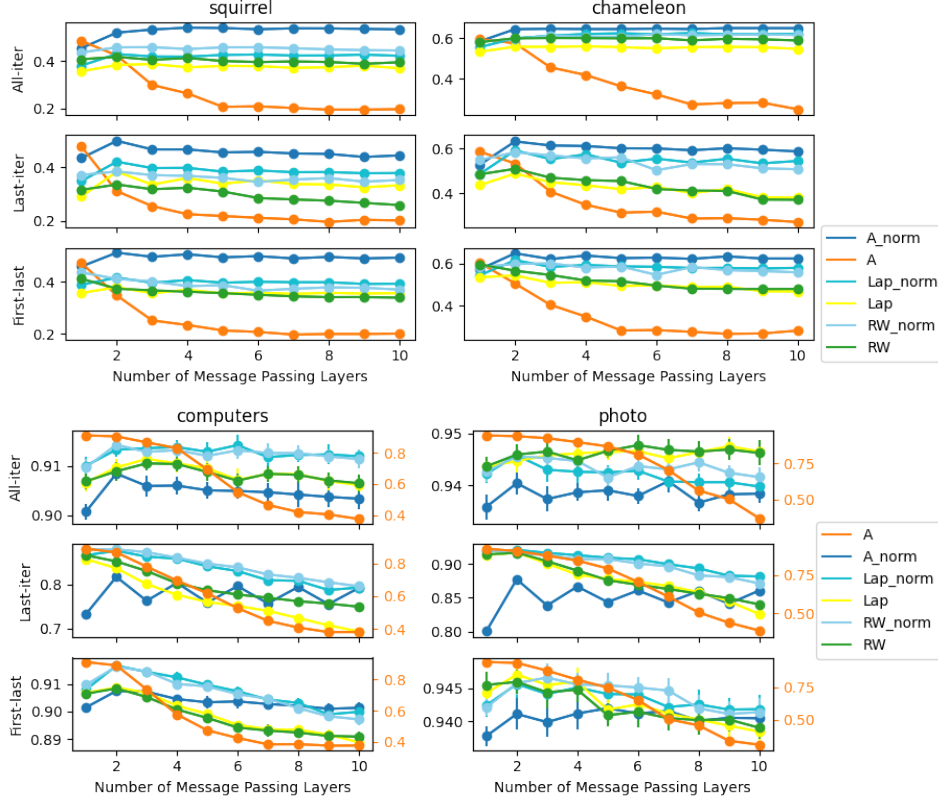 squirrel
chameleon
All-iter
0.4
0.2
0.6
0.4
Last-iter
0.4
0.2
0.6
0.4
First-last
0.4
0.2
0.6
0.4
2 4 6 8 10
2 4 6 8 10
Number of Message Passing Layers
Number of Message Passing Layers
A_norm
A
Lap_norm
Lap
RW_norm
RW
computers
photo
All-iter
0.91
0.90
0.8
0.6
0.4
0.95
0.94
0.75
0.50
Last-iter
0.8
0.7
0.8
0.6
0.4
0.90
0.85
0.80
0.75
0.50
First-last
0.91
0.90
0.89
0.8
0.6
0.4
0.945
0.940
0.75
0.50
2 4 6 8 10
2 4 6 8 10
Number of Message Passing Layers
Number of Message Passing Layers
A
A_norm
Lap_norm
Lap
RW_norm
RW